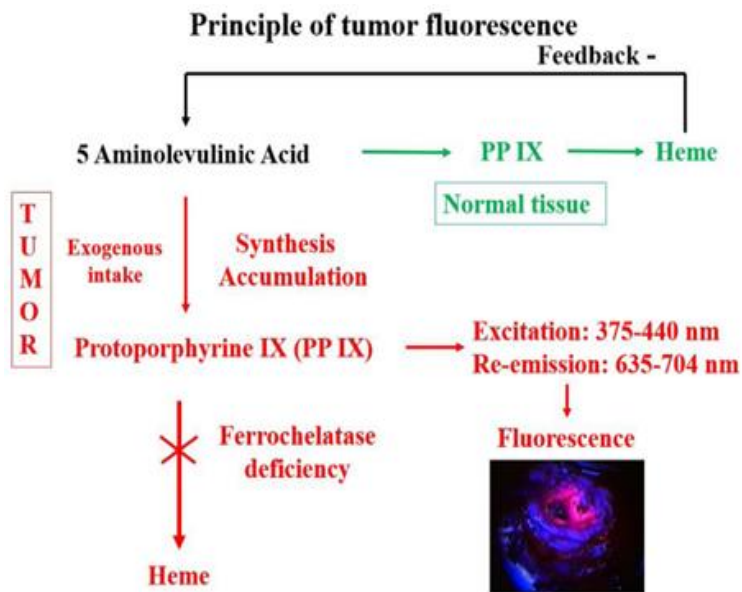 Principle of tumor fluorescence
Feedback -
5 Aminolevulinic Acid
PP IX
Heme
Normal tissue
T
U
M
O
R
Exogenous
intake
Synthesis
Accumulation
Protoporphyrine IX (PP IX)
Excitation: 375-440 nm
Re-emission: 635-704 nm
Ferrochelatase
deficiency
Fluorescence
Heme